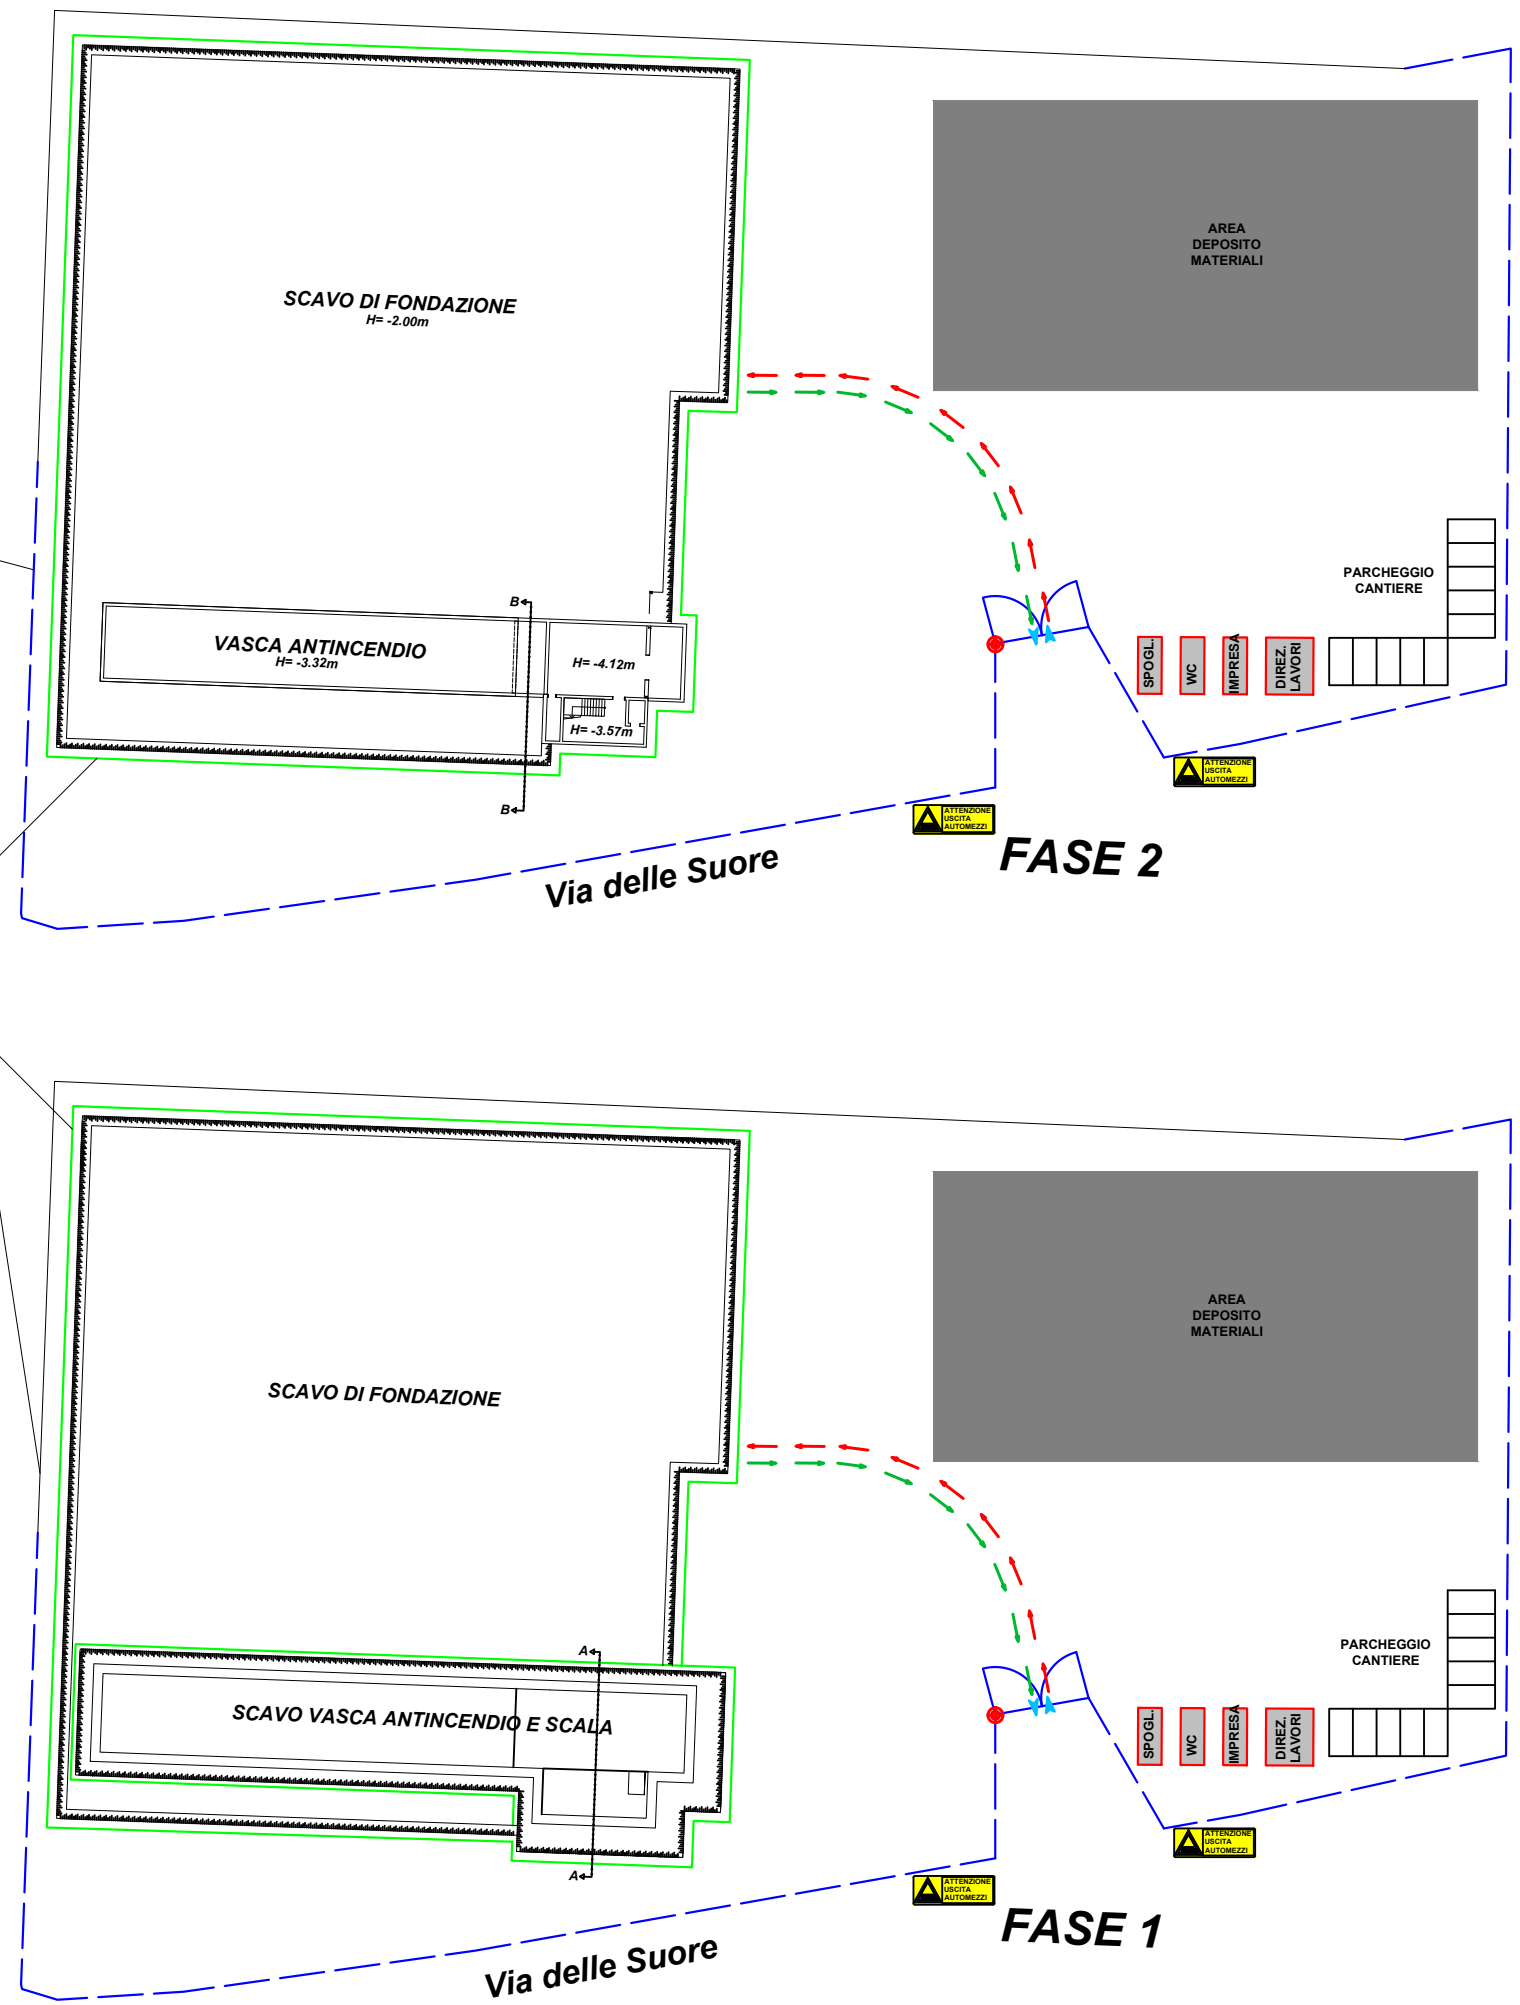 AREA
DEPOSITO
MATERIALI
SCAVO DI FONDAZIONE
H= -2.00m
PARCHEGGIO
CANTIERE
B
VASCA ANTINCENDIO
H= -3.32m
H= -4.12m
H= -3.57m
SPOGL.
WC
IMPRESA
DIREZ.
LAVORI
B
ATTENZIONE
USCITA
AUTOMEZZI
ATTENZIONE
USCITA
AUTOMEZZI
FASE 2
Via delle Suore
AREA
DEPOSITO
MATERIALI
SCAVO DI FONDAZIONE
PARCHEGGIO
CANTIERE
A
SCAVO VASCA ANTINCENDIO E SCALA
SPOGL.
WC
IMPRESA
DIREZ.
LAVORI
A
ATTENZIONE
USCITA
AUTOMEZZI
ATTENZIONE
USCITA
AUTOMEZZI
FASE 1
Via delle Suore